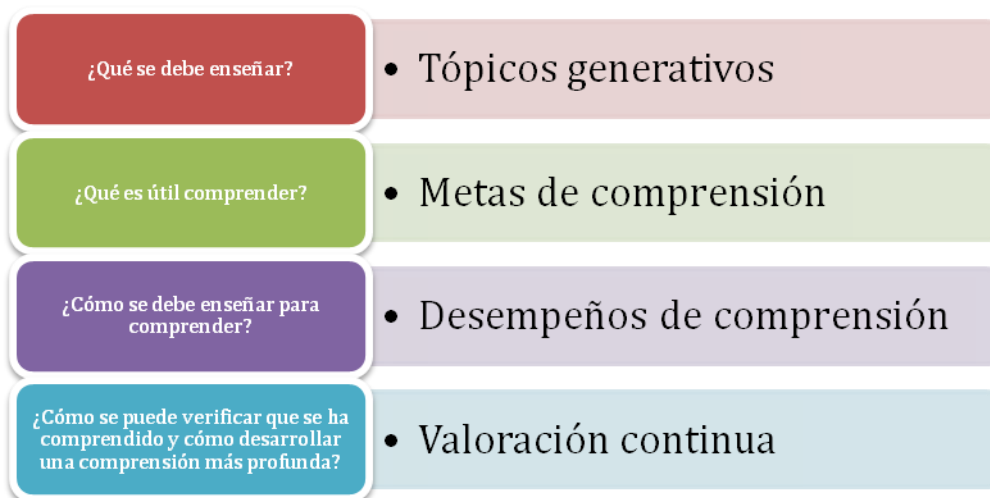 ¿Qué se debe enseñar?
• Tópicos generativos
¿Qué es útil comprender?
• Metas de comprensión
¿Cómo se debe enseñar para
comprender?
• Desempeños de comprensión
¿Cómo se puede verificar que se ha
comprendido y cómo desarrollar
una comprensión más profunda?
• Valoración continua